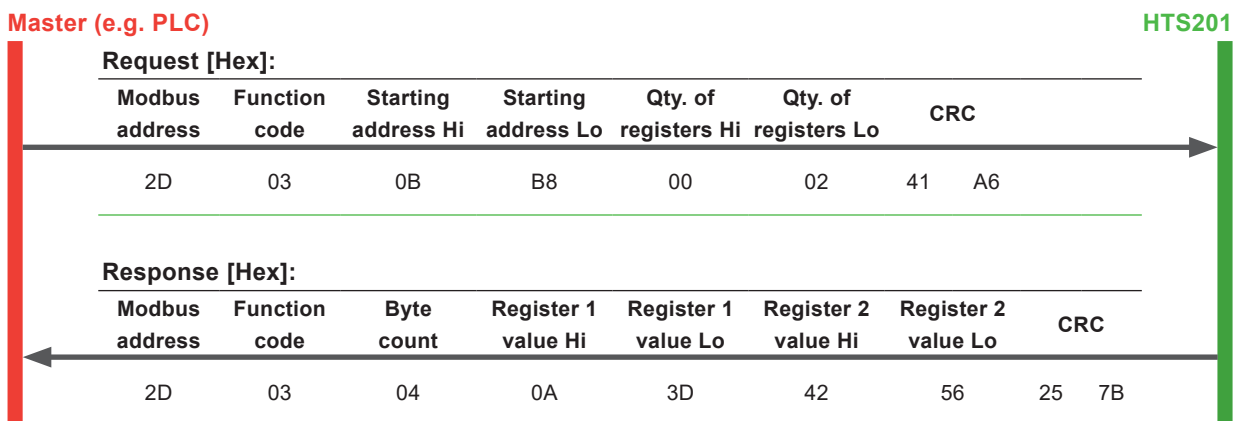 Master (e.g. PLC) HTS201
Request [Hex]:
Modbus Function Starting Starting Qty. of Qty. of CRC
address code address Hi address Lo registers Hi registers Lo
2D 03 0B B8 00 02 41 A6
Response [Hex]:
Modbus Function Byte Register 1 Register 1 Register 2 Register 2 CRC
address code count value Hi value Lo value Hi value Lo
2D 03 04 0A 3D 42 56 25 7B